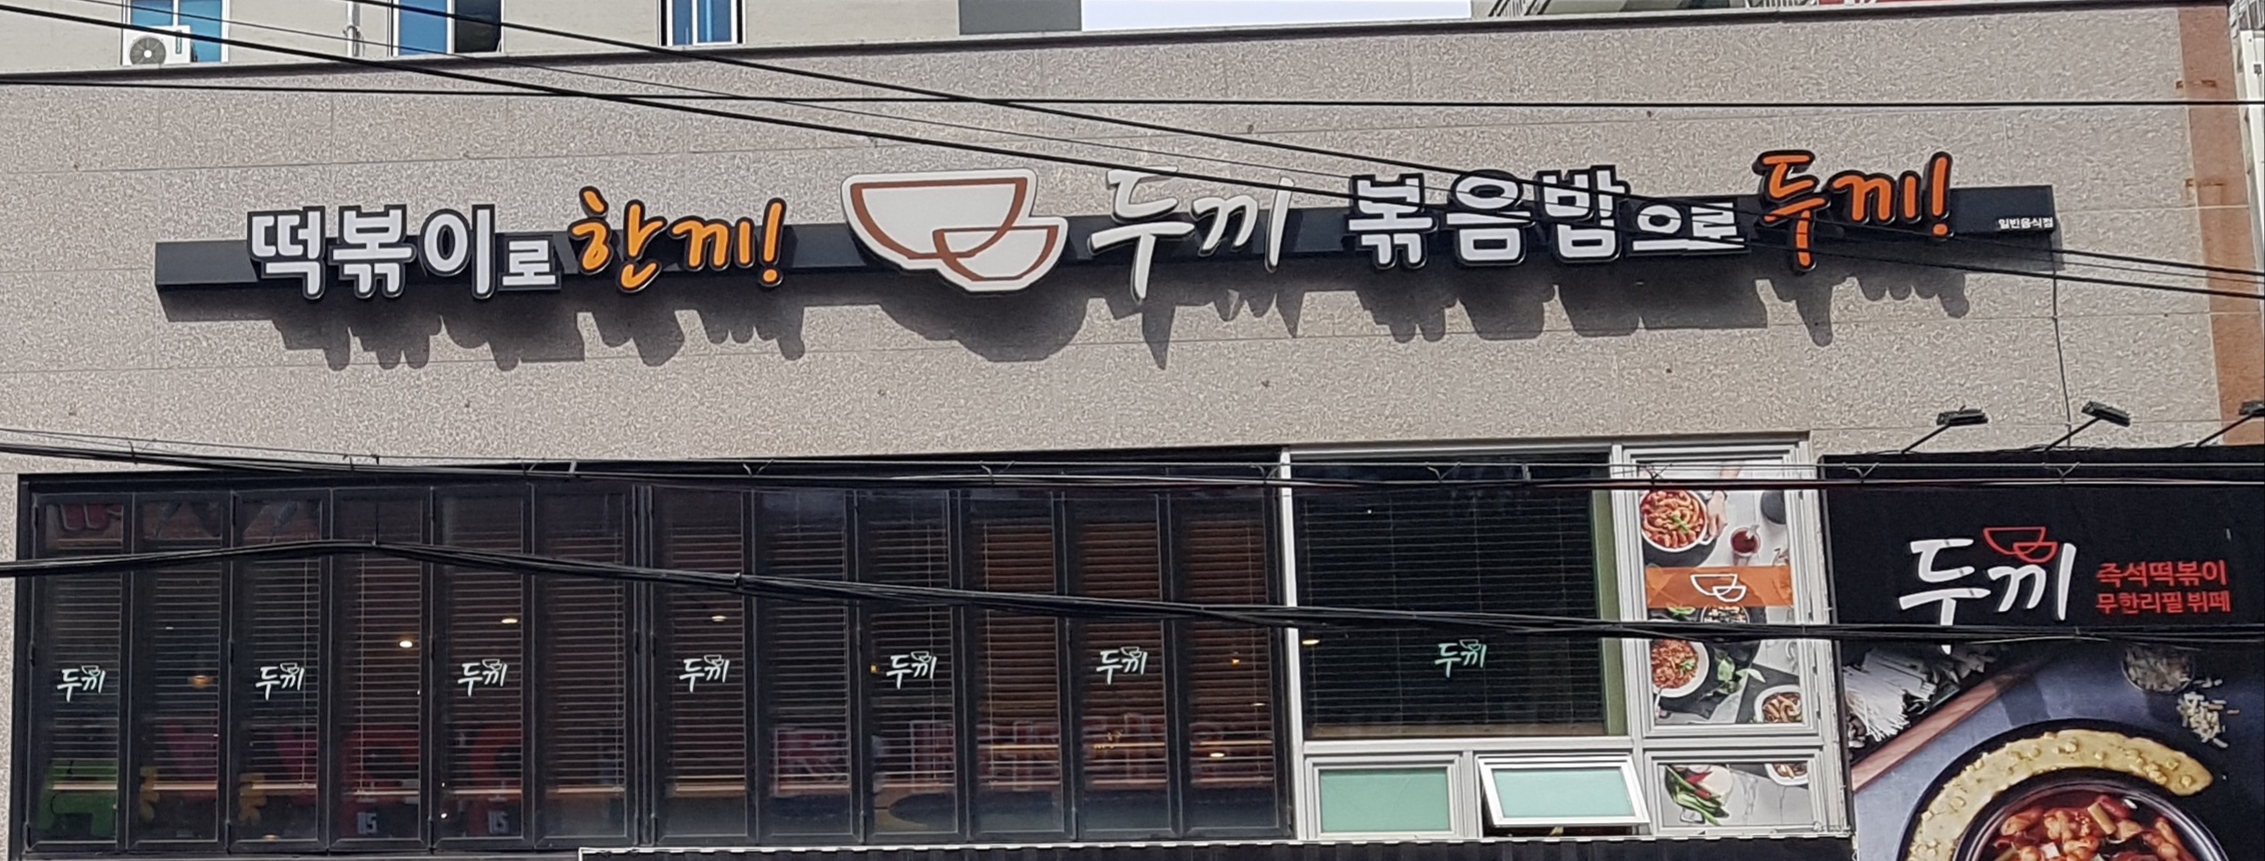 떡볶이로 한끼! 두끼 볶음밥으로 두끼!
일반음식점
두끼
즉석떡볶이
무한리필 뷔페
두끼 두끼 두끼 두끼 두끼 두끼 두끼